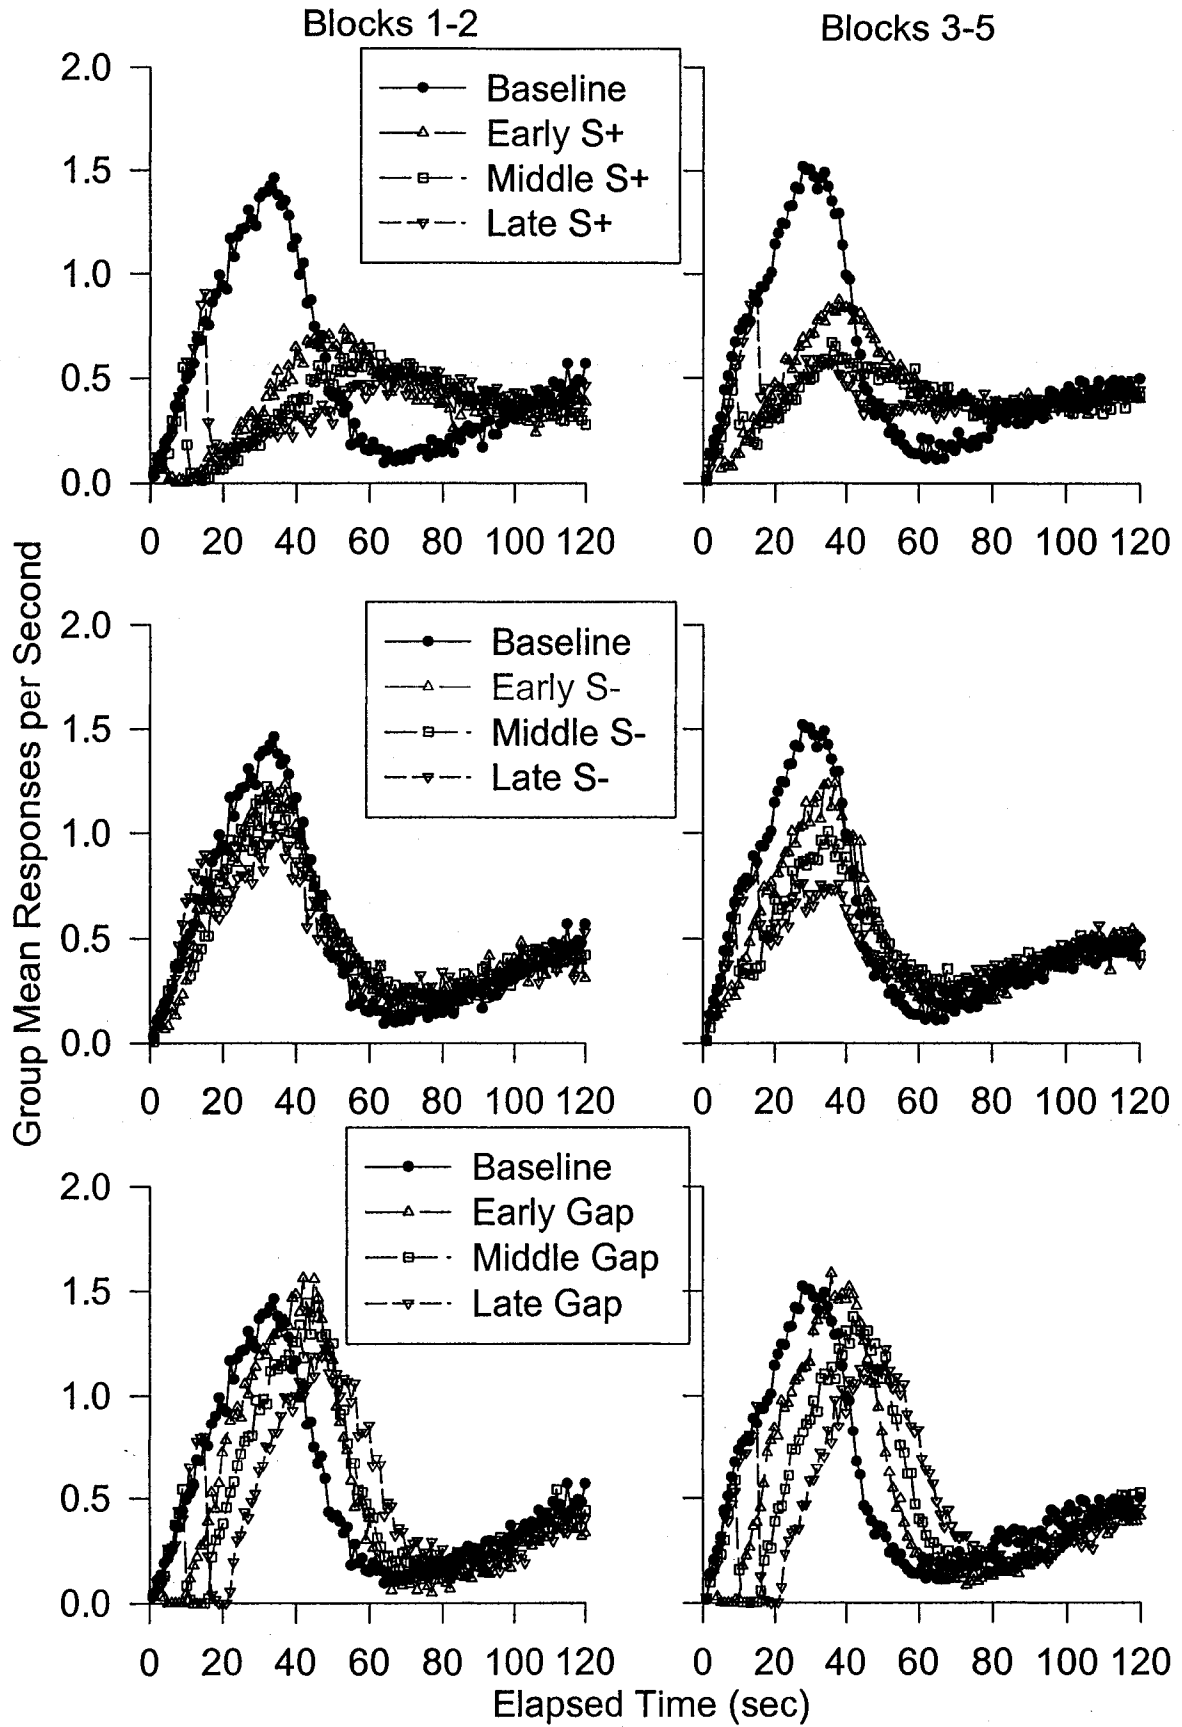 Blocks 1-2
Blocks 3-5
2.0
1.5
1.0
0.5
0.0
Baseline
Early S+
Middle S+
Late S+
0 20 40 60 80 100 120
0 20 40 60 80 100 120
Group Mean Responses per Second
2.0
1.5
1.0
0.5
0.0
Baseline
Early S-
Middle S-
Late S-
0 20 40 60 80 100 120
0 20 40 60 80 100 120
2.0
1.5
1.0
0.5
0.0
Baseline
Early Gap
Middle Gap
Late Gap
0 20 40 60 80 100 120
0 20 40 60 80 100 120
Elapsed Time (sec)